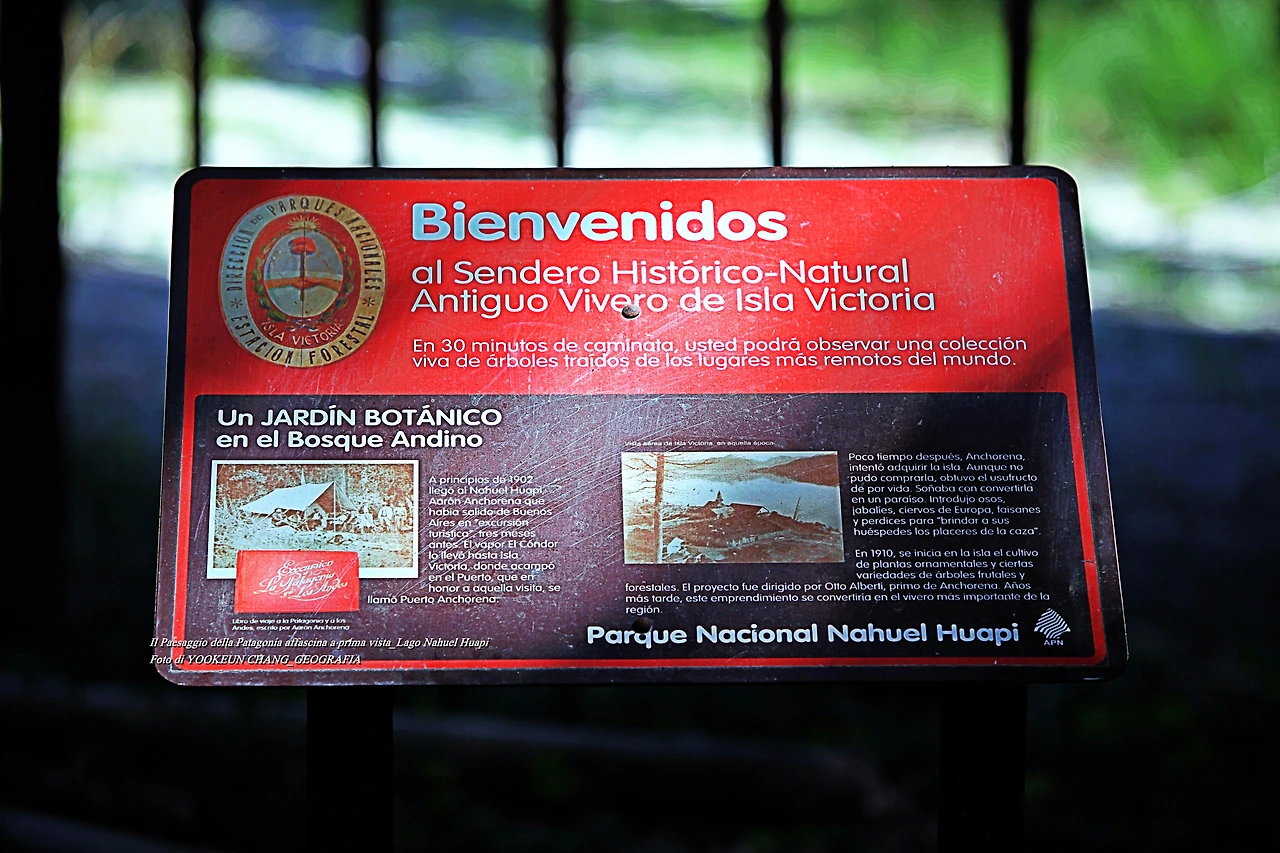 DIRECCION DE PARQUES NACIONALES
ISLA VICTORIA
* ESTACION FORESTAL *
Bienvenidos
al Sendero Histórico-Natural
Antiguo Vivero de Isla Victoria
En 30 minutos de caminata, usted podrá observar una colección
viva de árboles traídos de los lugares más remotos del mundo.
Un JARDÍN BOTÁNICO
en el Bosque Andino
A principios de 1902
llegó al Nahuel Huapi,
Aarón Anchorena que
había salido de Buenos
Aires en "excursión
turística", tres meses
antes. El vapor El Cóndor
lo llevó hasta Isla
Victoria, donde acampó
en el Puerto, que en
honor a aquella visita, se
llamó Puerto Anchorena.
Excursión
a La Patagonia
y a Los Andes
Libro de viaje a la Patagonia y a los
Andes, escrito por Aarón Anchorena
Vista aérea de Isla Victoria, en aquella época.
Poco tiempo después, Anchorena,
intentó adquirir la isla. Aunque no
pudo comprarla, obtuvo el usufructo
de por vida. Soñaba con convertirla
en un paraíso. Introdujo osos,
jabalíes, ciervos de Europa, faisanes
y perdices para "brindar a sus
huéspedes los placeres de la caza".
En 1910, se inicia en la isla el cultivo
de plantas ornamentales y ciertas
variedades de árboles frutales y
forestales. El proyecto fue dirigido por Otto Alberti, primo de Anchorena. Años
más tarde, este emprendimiento se convertiría en el vivero más importante de la
región.
Parque Nacional Nahuel Huapi
APN
Il Paesaggio della Patagonia affascina a prima vista_Lago Nahuel Huapi
Foto di YOOKEUN CHANG_GEOGRAFIA